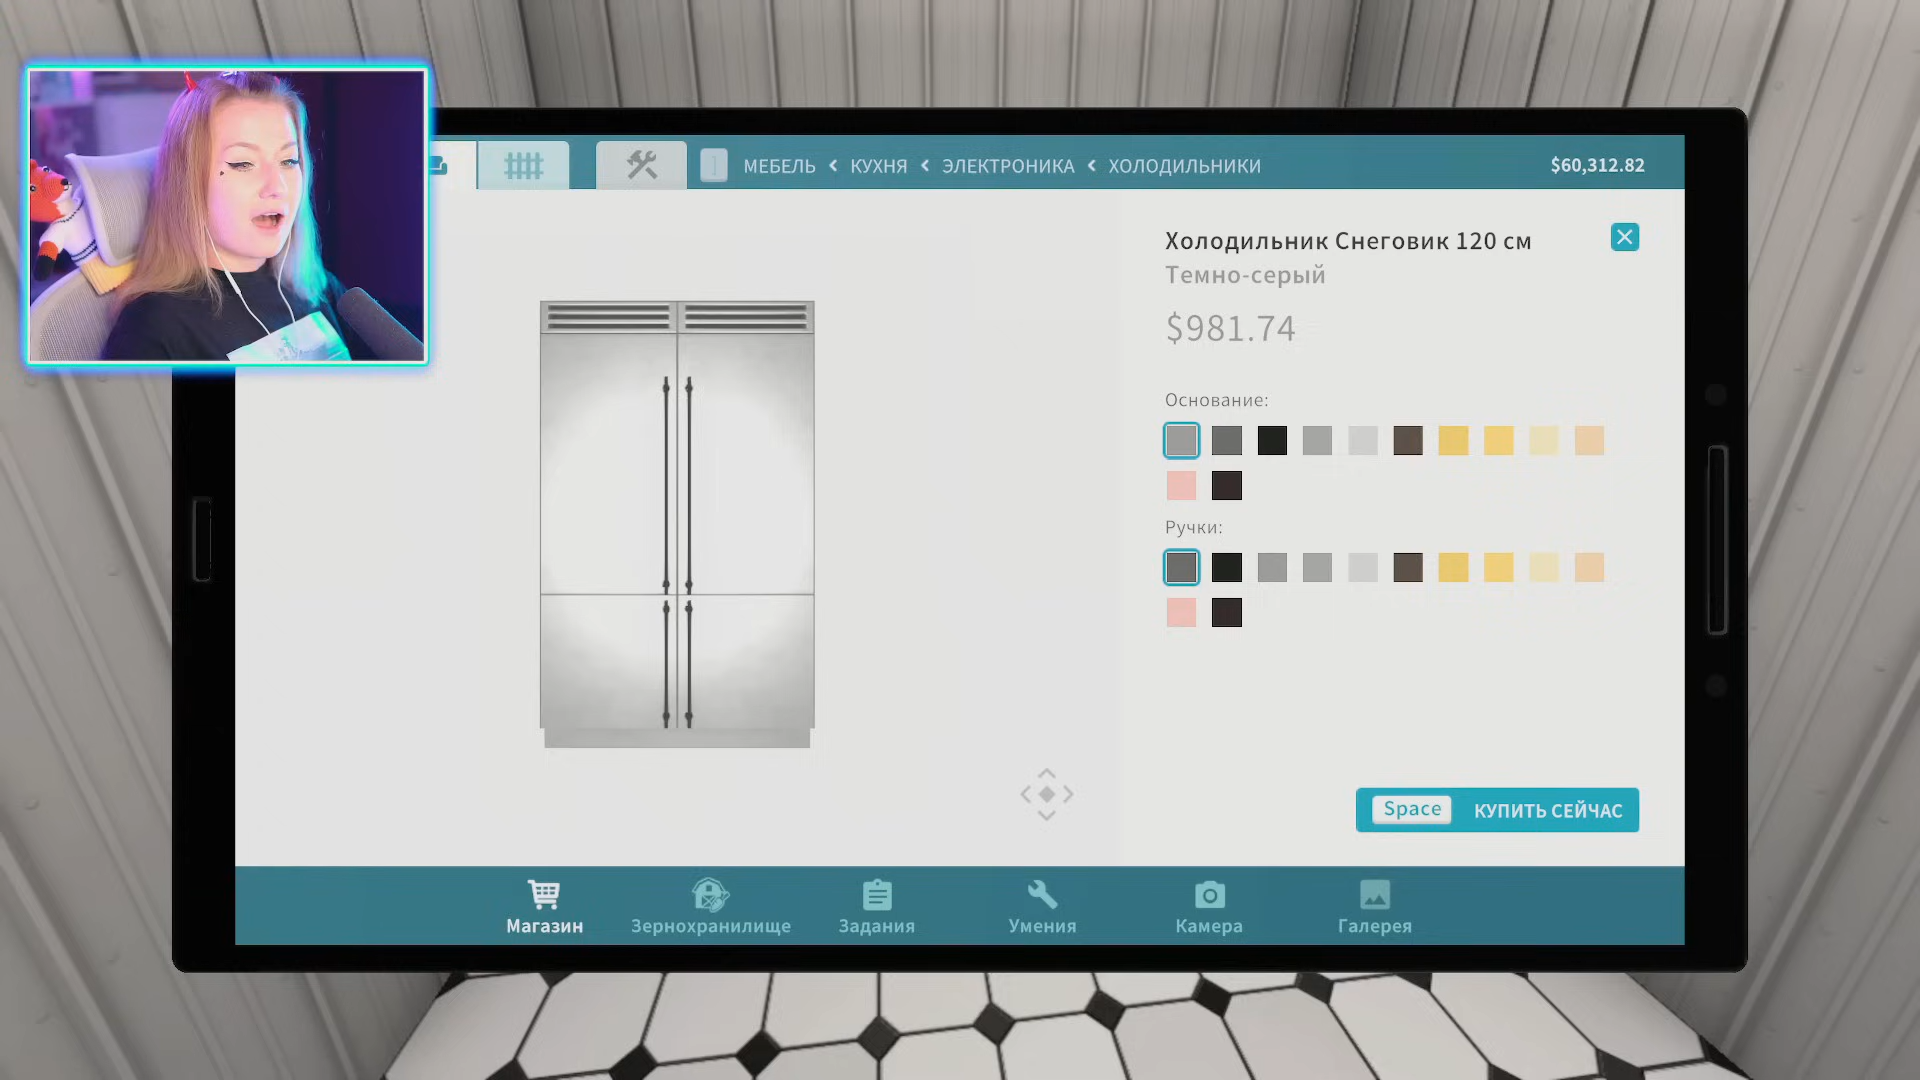 МЕБЕЛЬ < КУХНЯ < ЭЛЕКТРОНИКА < ХОЛОДИЛЬНИКИ
$60,312.82
Холодильник Снеговик 120 см
Темно-серый
$981.74
Основание:
Ручки:
Space КУПИТЬ СЕЙЧАС
Магазин Зернохранилище Задания Умения Камера Галерея